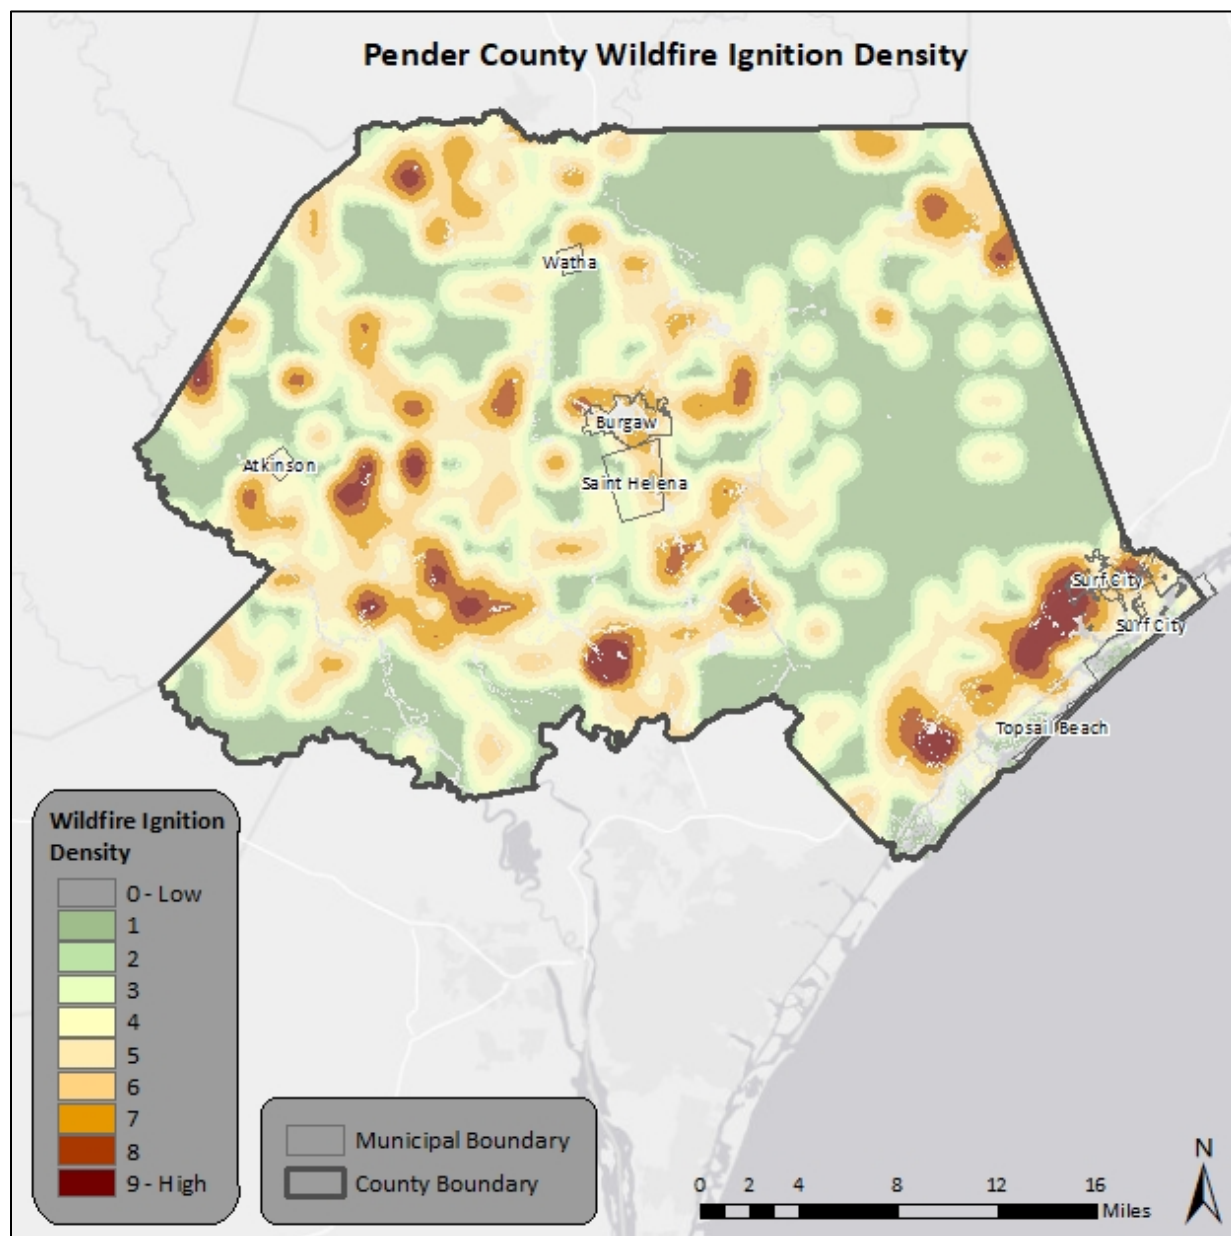 Pender County Wildfire Ignition Density
Watha
Burgaw
Atkinson
Saint Helena
Surf City
Surf City
Topsail Beach
Wildfire Ignition
Density
0 - Low
1
2
3
4
5
6
7
8
9 - High
Municipal Boundary
County Boundary
N
0 2 4 8 12 16
Miles